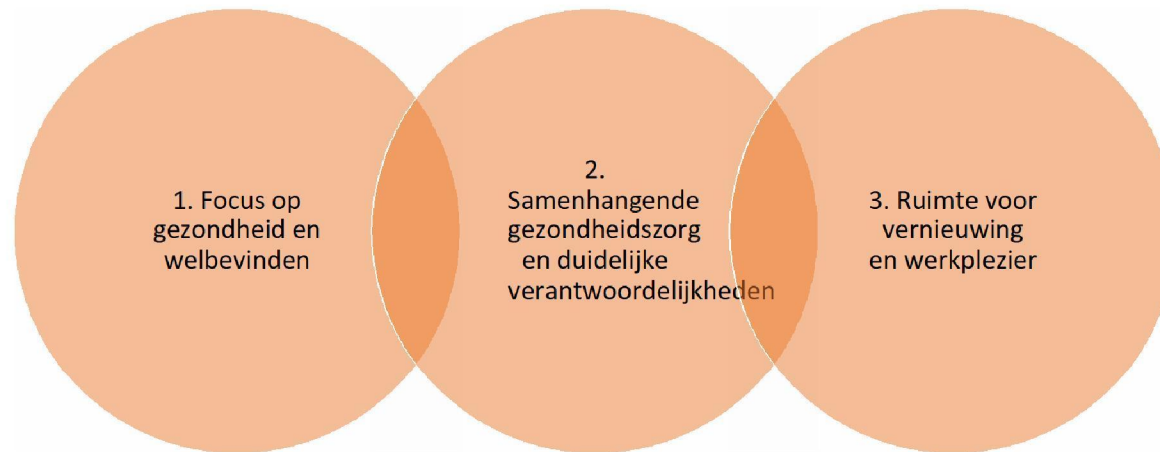 1. Focus op
gezondheid en
welbevinden
2.
Samenhangende
gezondheidszorg
en duidelijke
verantwoordelijkheden
3. Ruimte voor
vernieuwing
en werkplezier